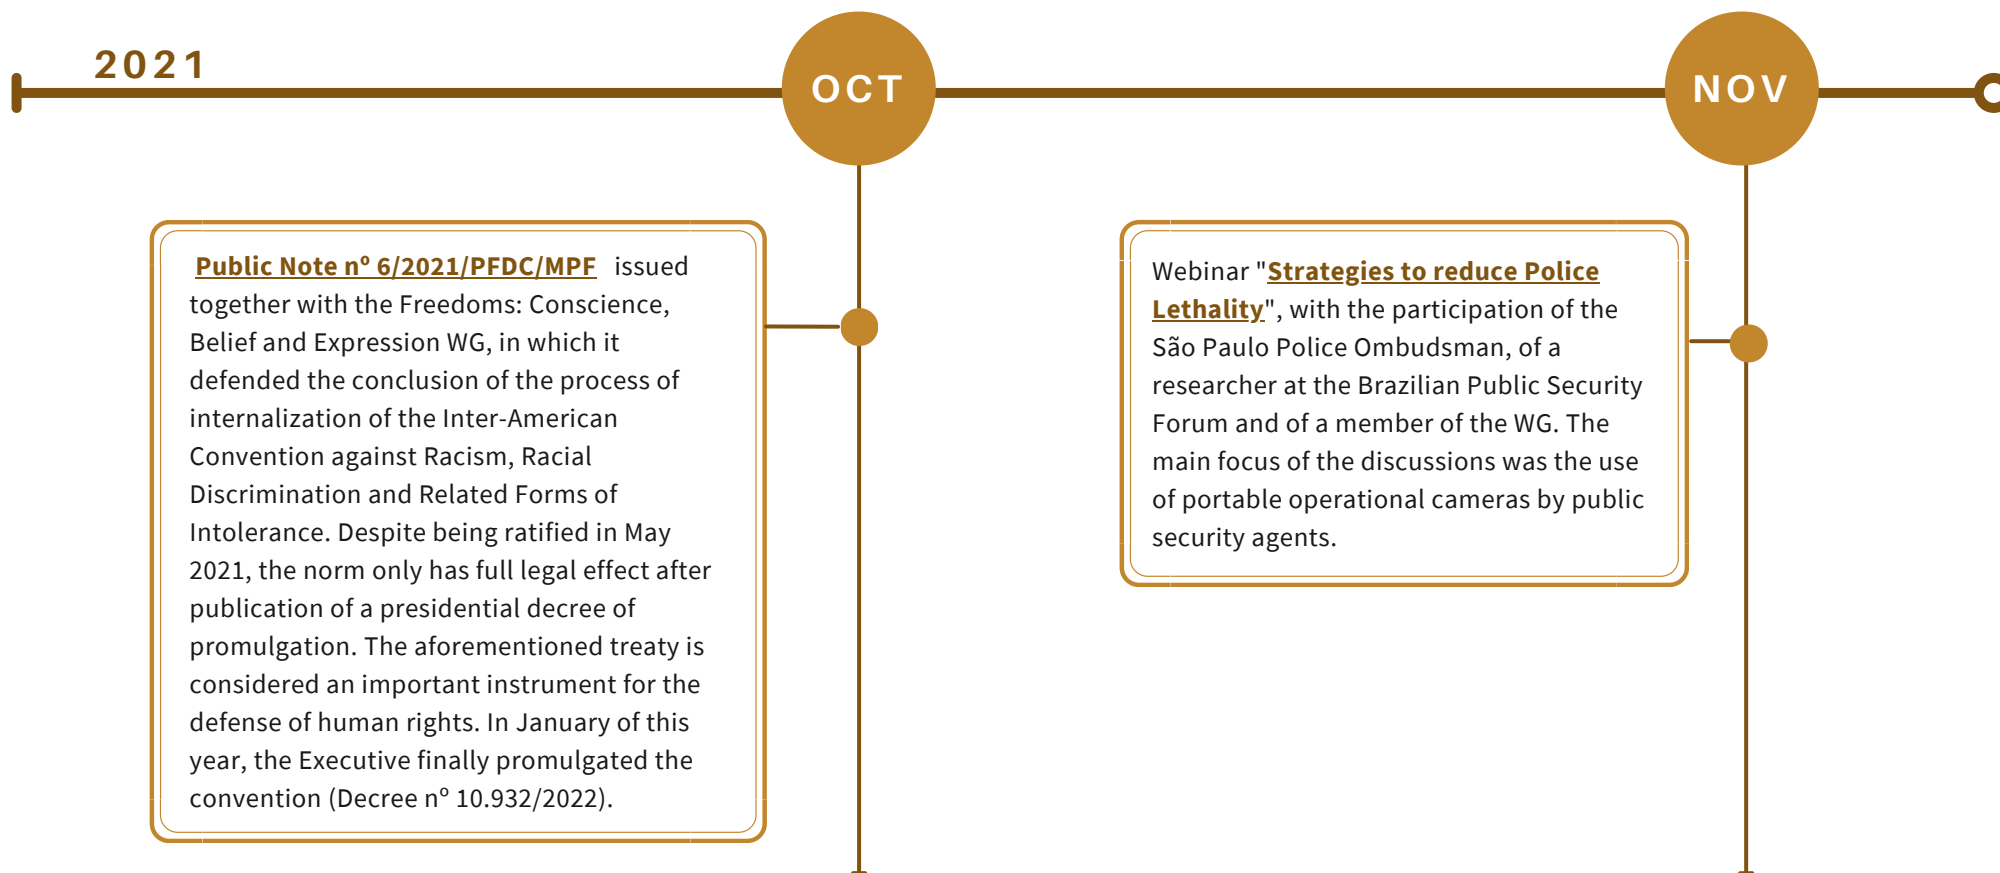 2021
OCT
NOV
Public Note nº 6/2021/PFDC/MPF issued
together with the Freedoms: Conscience,
Belief and Expression WG, in which it
defended the conclusion of the process of
internalization of the Inter-American
Convention against Racism, Racial
Discrimination and Related Forms of
Intolerance. Despite being ratified in May
2021, the norm only has full legal effect after
publication of a presidential decree of
promulgation. The aforementioned treaty is
considered an important instrument for the
defense of human rights. In January of this
year, the Executive finally promulgated the
convention (Decree nº 10.932/2022).
Webinar "Strategies to reduce Police
Lethality", with the participation of the
São Paulo Police Ombudsman, of a
researcher at the Brazilian Public Security
Forum and of a member of the WG. The
main focus of the discussions was the use
of portable operational cameras by public
security agents.